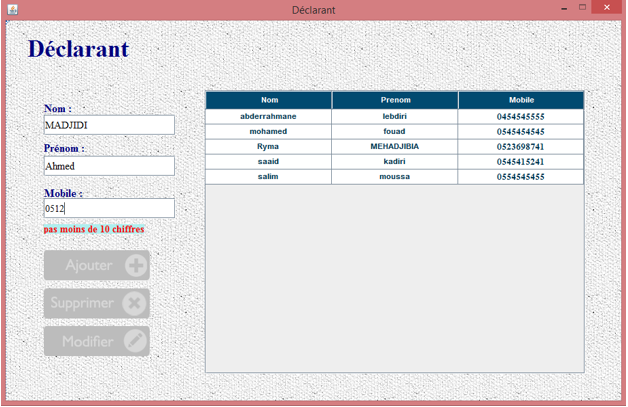 Déclarant
Déclarant
Nom :
MADJIDI
Prénom :
Ahmed
Mobile :
0512
pas moins de 10 chiffres
Ajouter
Supprimer
Modifier
Nom Prenom Mobile
abderrahmane lebdiri 0454545555
mohamed fouad 0454454545
Ryma MEHADJIBIA 0523698741
saaid kadiri 0545415241
salim moussa 0554545455